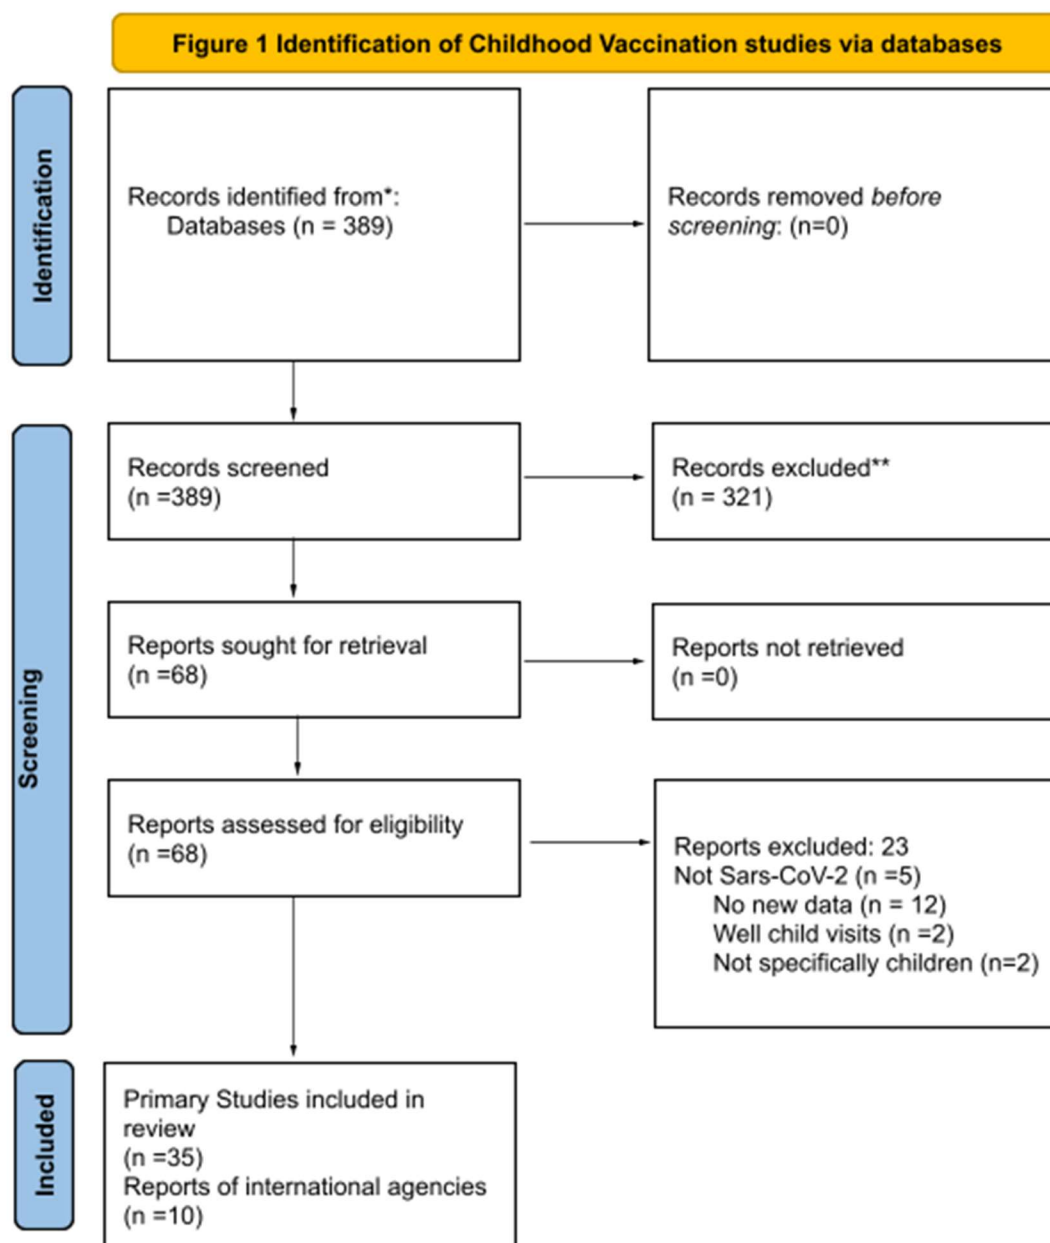 Figure 1 Identification of Childhood Vaccination studies via databases
Identification
Records identified from*:
Databases (n = 389)
Records removed before
screening: (n=0)
Screening
Records screened
(n =389)
Records excluded**
(n = 321)
Reports sought for retrieval
(n =68)
Reports not retrieved
(n =0)
Reports assessed for eligibility
(n =68)
Reports excluded: 23
Not Sars-CoV-2 (n =5)
No new data (n = 12)
Well child visits (n =2)
Not specifically children (n=2)
Included
Primary Studies included in
review
(n =35)
Reports of international agencies
(n =10)